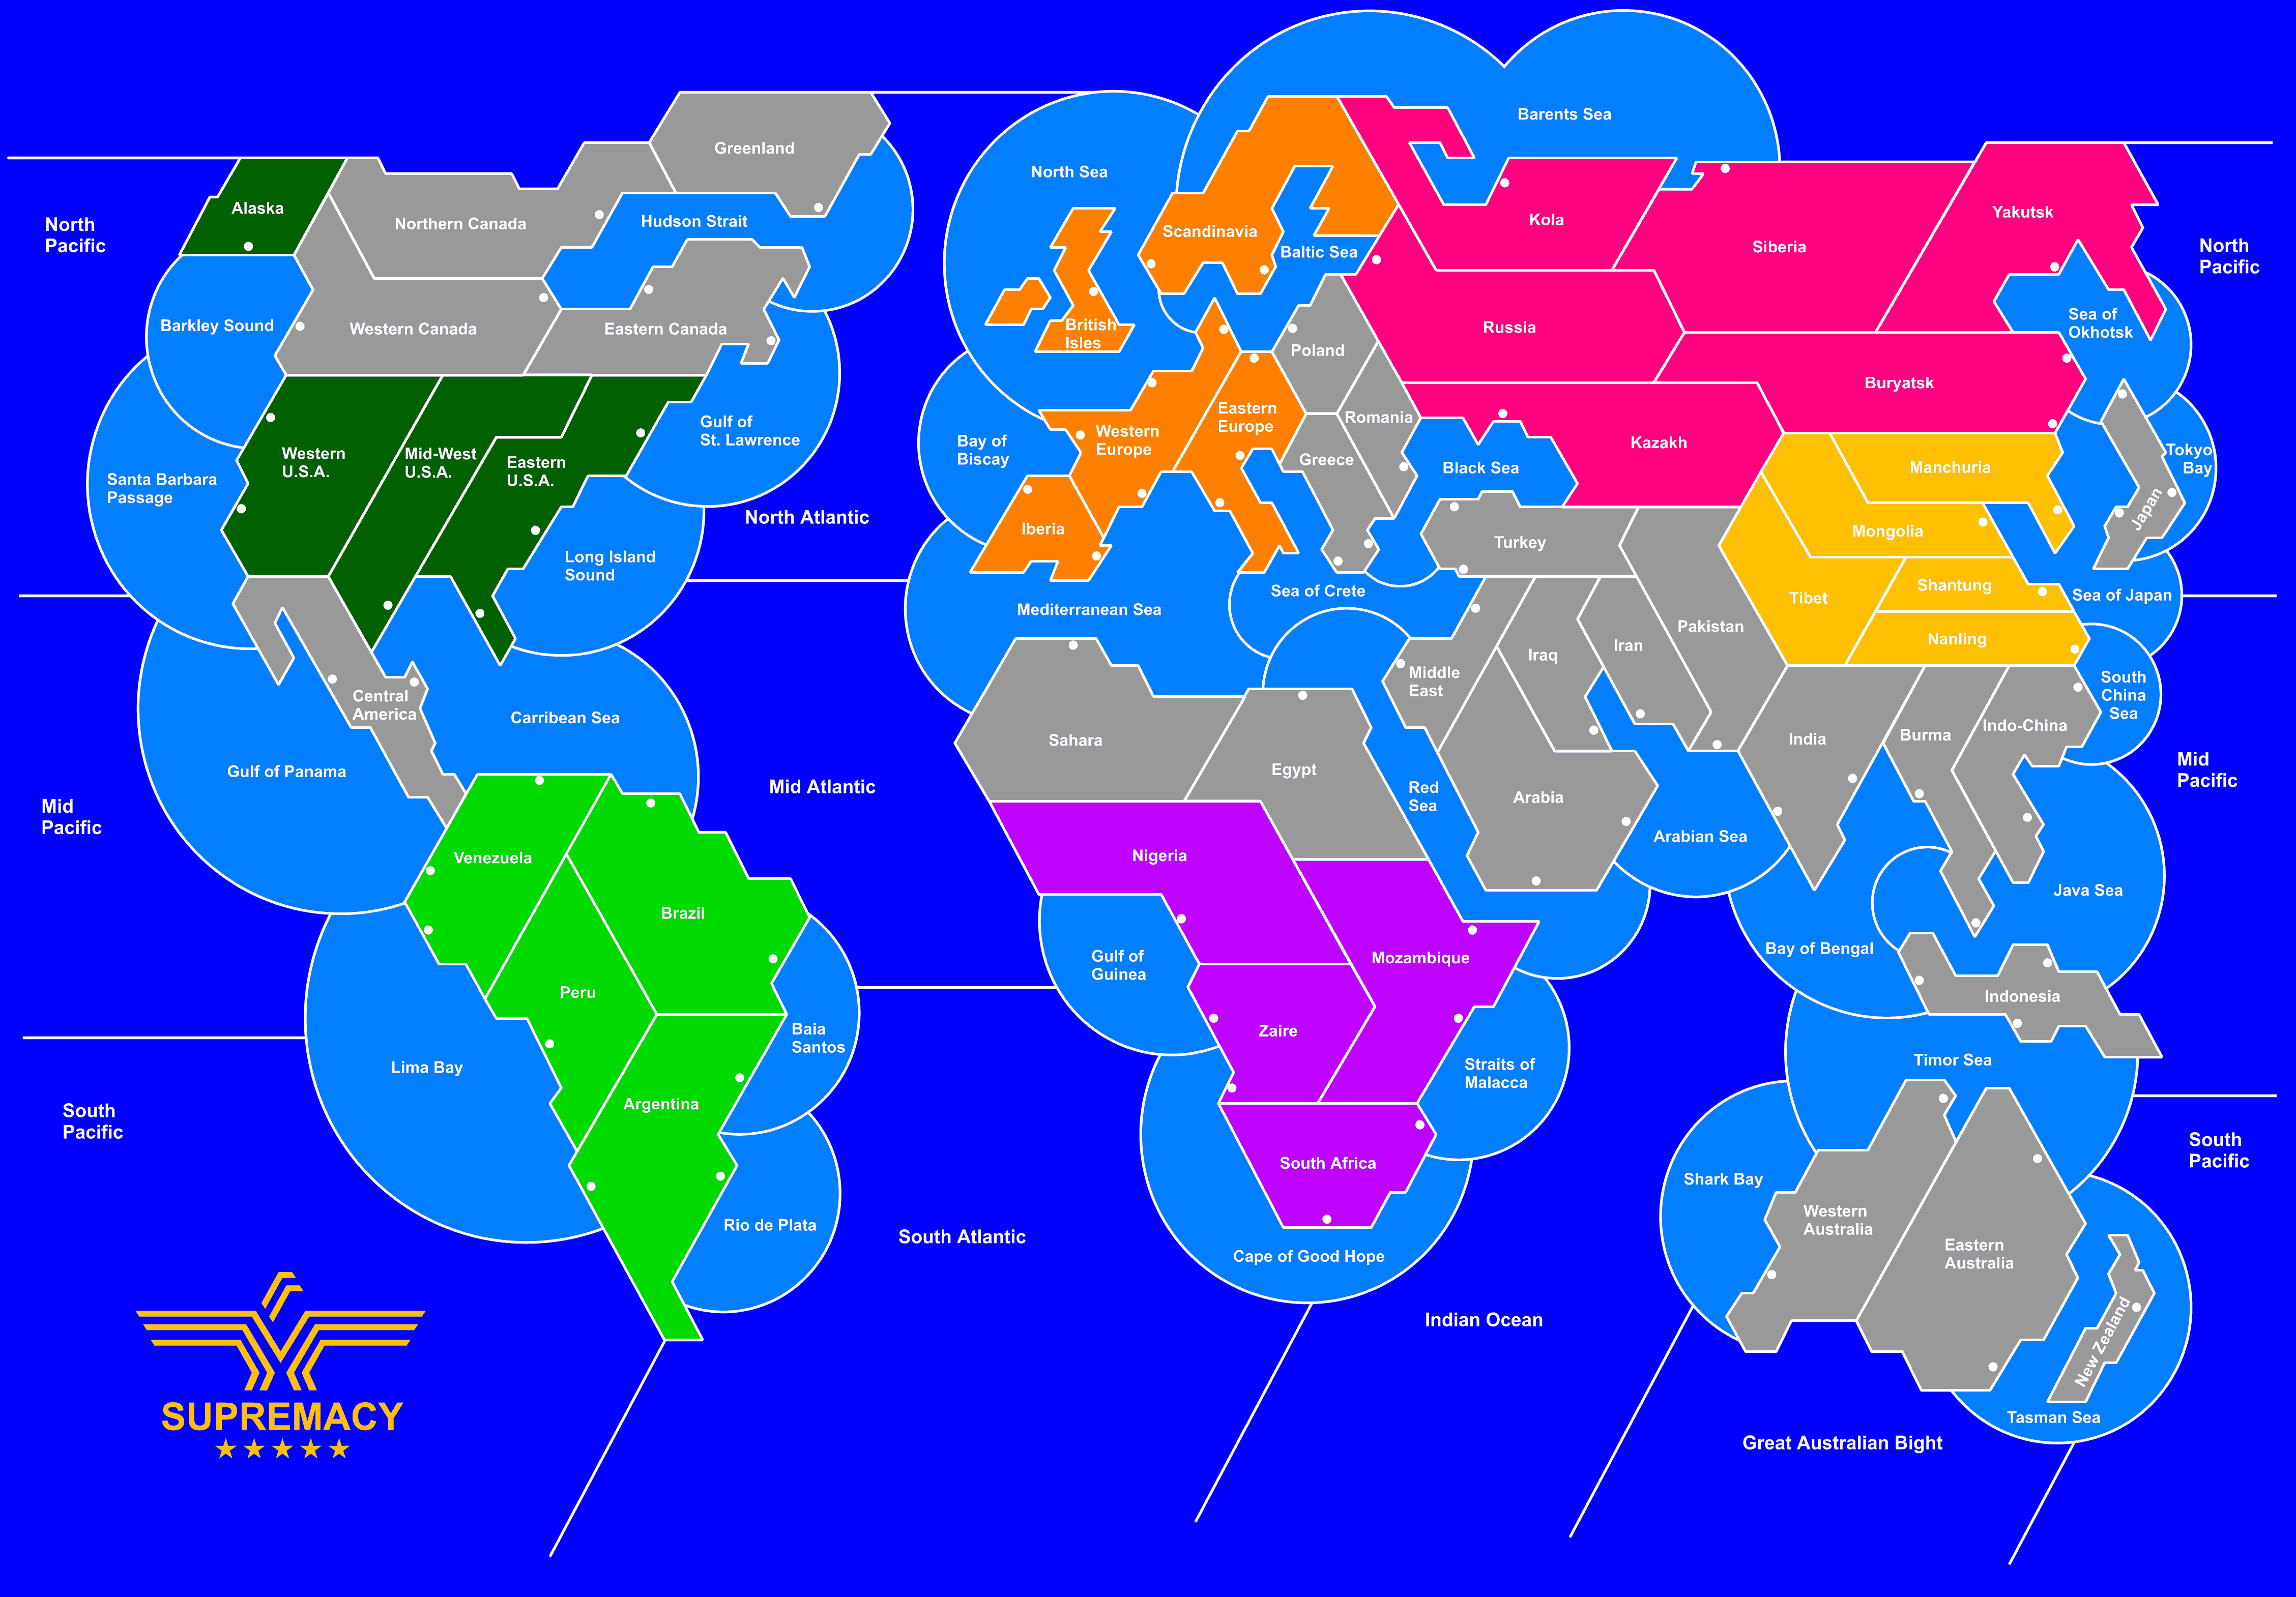 Barents Sea
Greenland
North Sea
Alaska
Northern Canada
Hudson Strait
North
Pacific
Scandinavia
Baltic Sea
Kola
Siberia
Yakutsk
North
Pacific
Barkley Sound
Western Canada
Eastern Canada
British
Isles
Poland
Russia
Sea of
Okhotsk
Buryatsk
Gulf of
St. Lawrence
Western
U.S.A.
Mid-West
U.S.A.
Eastern
U.S.A.
Santa Barbara
Passage
Bay of
Biscay
Western
Europe
Eastern
Europe
Romania
Greece
Black Sea
Kazakh
Manchuria
Tokyo
Bay
Japan
North Atlantic
Iberia
Turkey
Mongolia
Long Island
Sound
Mediterranean Sea
Sea of Crete
Tibet
Shantung
Sea of Japan
Pakistan
Nanling
Iran
Iraq
Middle
East
Central
America
Carribean Sea
Gulf of Panama
Mid Atlantic
Sahara
Egypt
Red
Sea
Arabia
Arabian Sea
India
Burma
Indo-China
South
China
Sea
Mid
Pacific
Mid
Pacific
Venezuela
Nigeria
Brazil
Java Sea
Gulf of
Guinea
Mozambique
Bay of Bengal
Peru
Indonesia
Baia
Santos
Zaire
Lima Bay
Straits of
Malacca
Timor Sea
South
Pacific
Argentina
South Africa
Shark Bay
South
Pacific
Rio de Plata
South Atlantic
Cape of Good Hope
Western
Australia
Eastern
Australia
New Zealand
Indian Ocean
SUPREMACY
Tasman Sea
Great Australian Bight